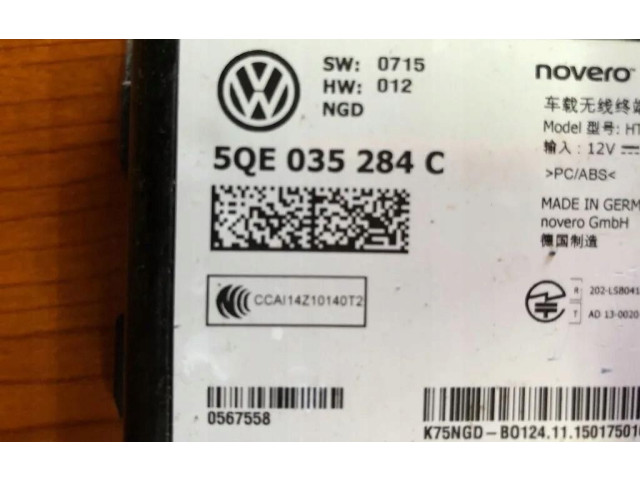 SW: 0715
HW: 012
NGD
5QE 035 284 C
CCAI14Z10140T2
0567558
novero
车载无线终端
Model 型号: HT
输入: 12V
>PC/ABS<
MADE IN GERM
novero GmbH
德国制造
R 202-LSB041
T AD 13-0020
K75NGD-BO124.11.150175010